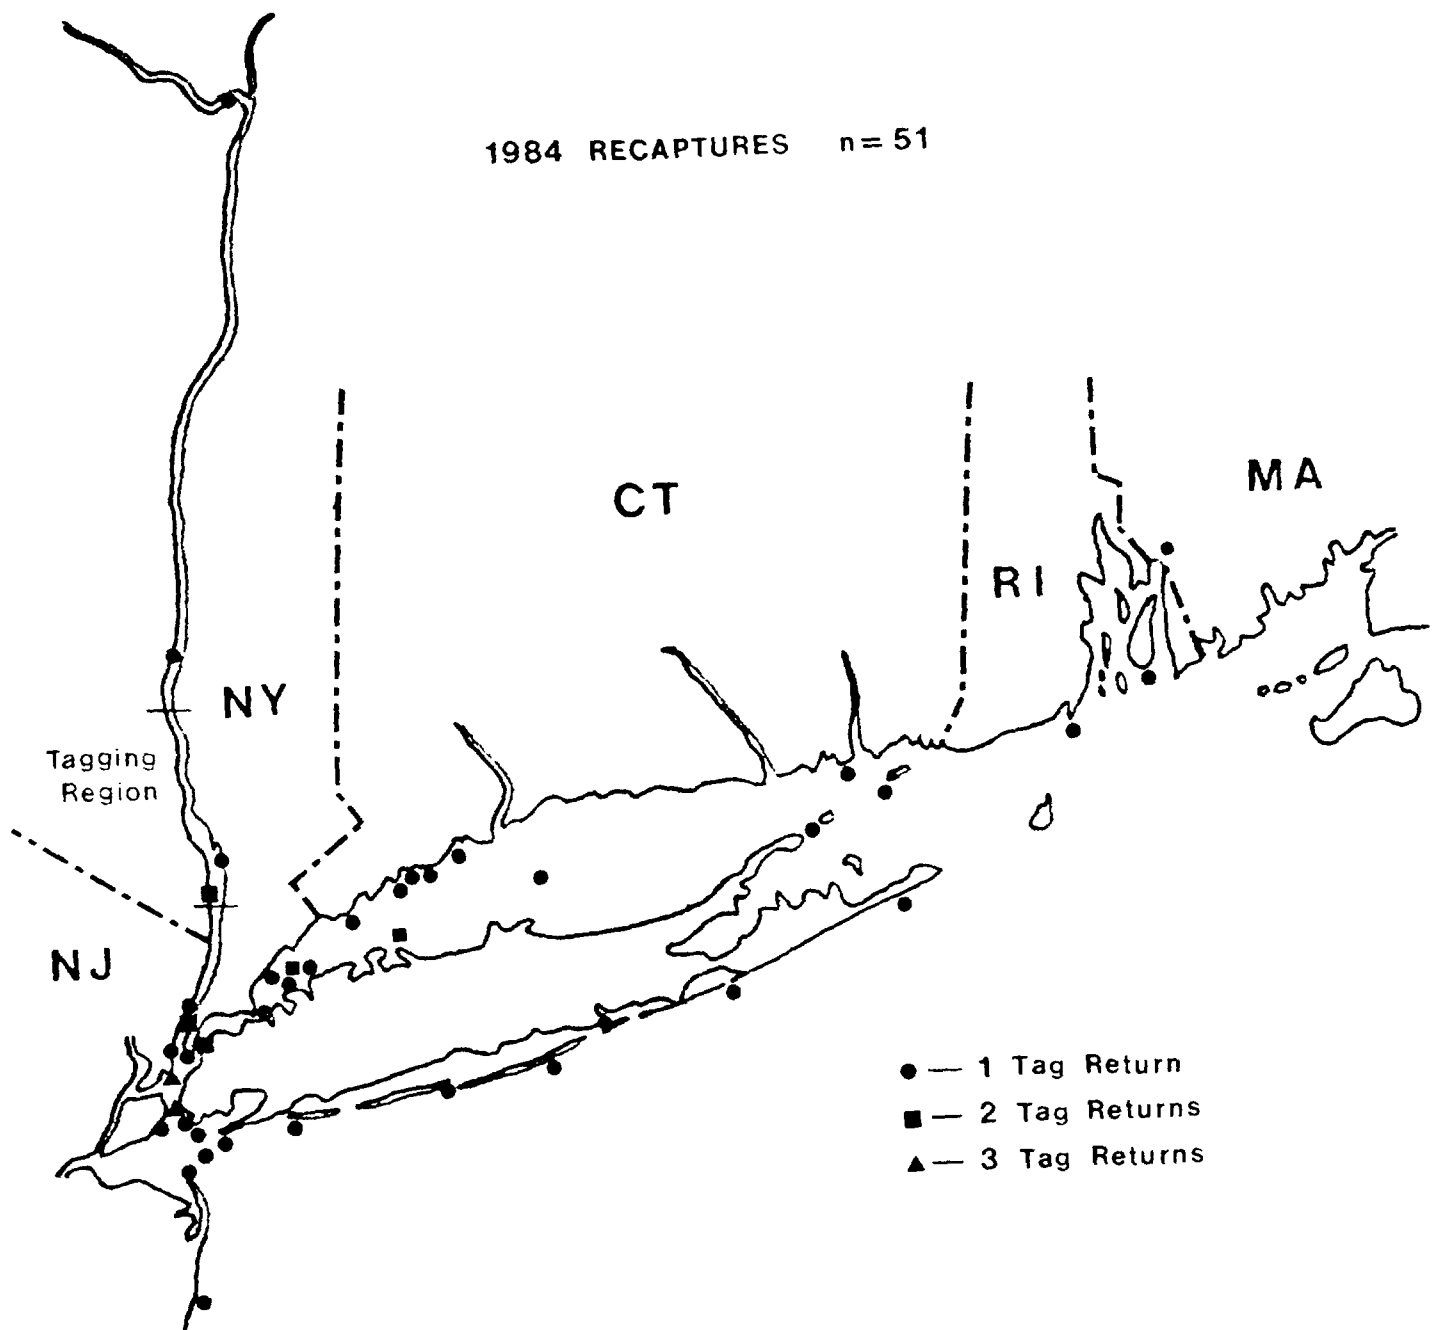 1984 RECAPTURES n=51
CT
MA
RI
NY
Tagging
Region
NJ
● — 1 Tag Return
■ — 2 Tag Returns
▲ — 3 Tag Returns